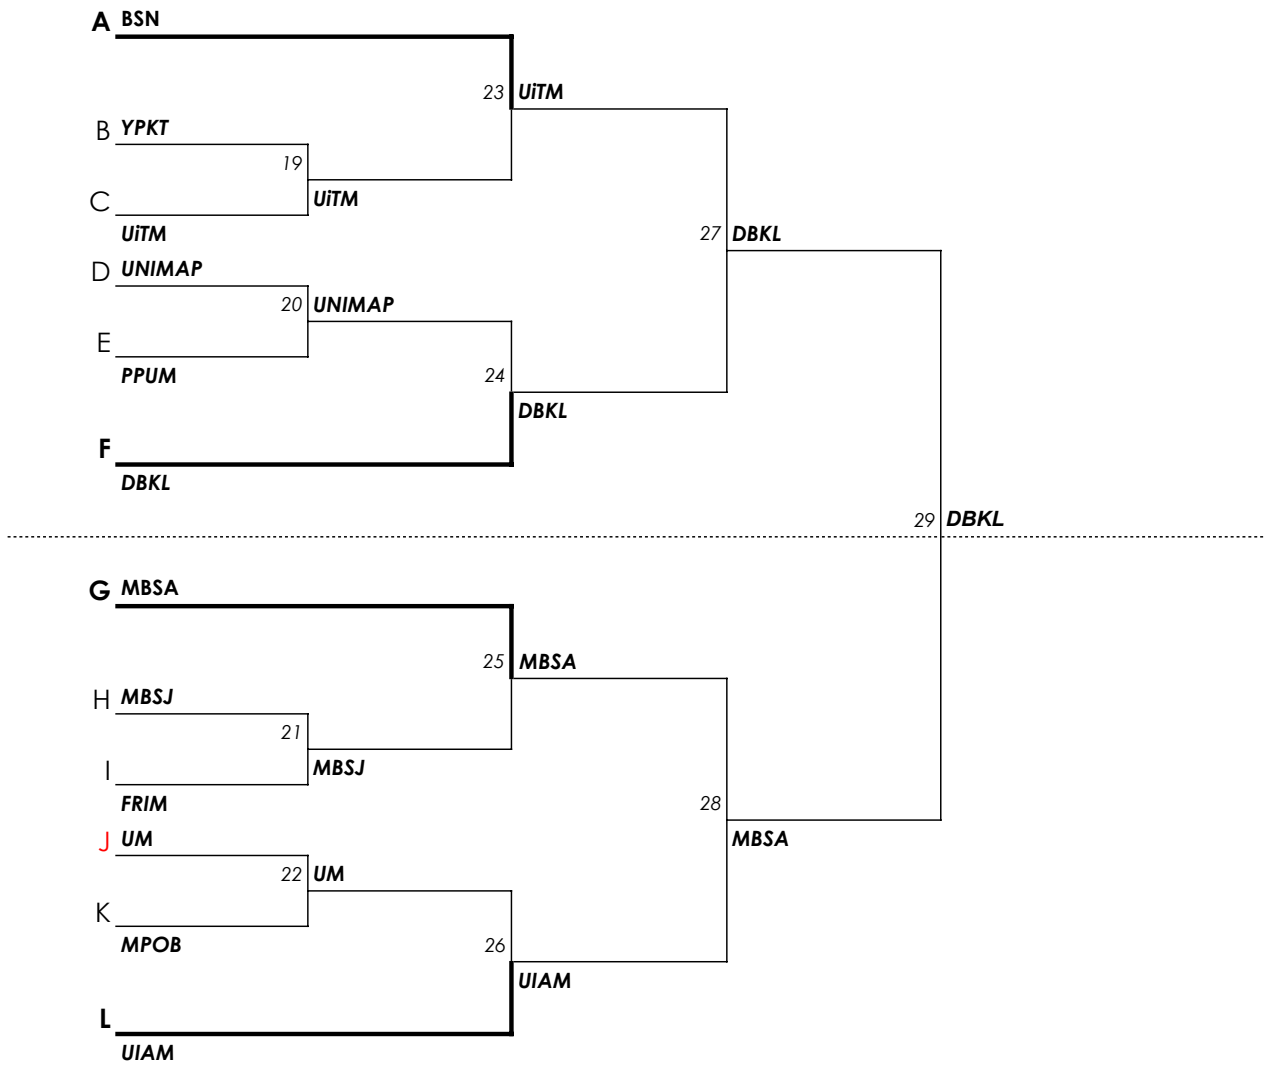 A BSN
23 UiTM
B YPKT
19
C UiTM
UiTM
D UNIMAP
27 DBKL
20 UNIMAP
E
PPUM
24
DBKL
F
DBKL
29 DBKL
G MBSA
25 MBSA
H MBSJ
21
I MBSJ
FRIM
28
J UM
MBSA
22 UM
K
MPOB
26
UIAM
L
UIAM